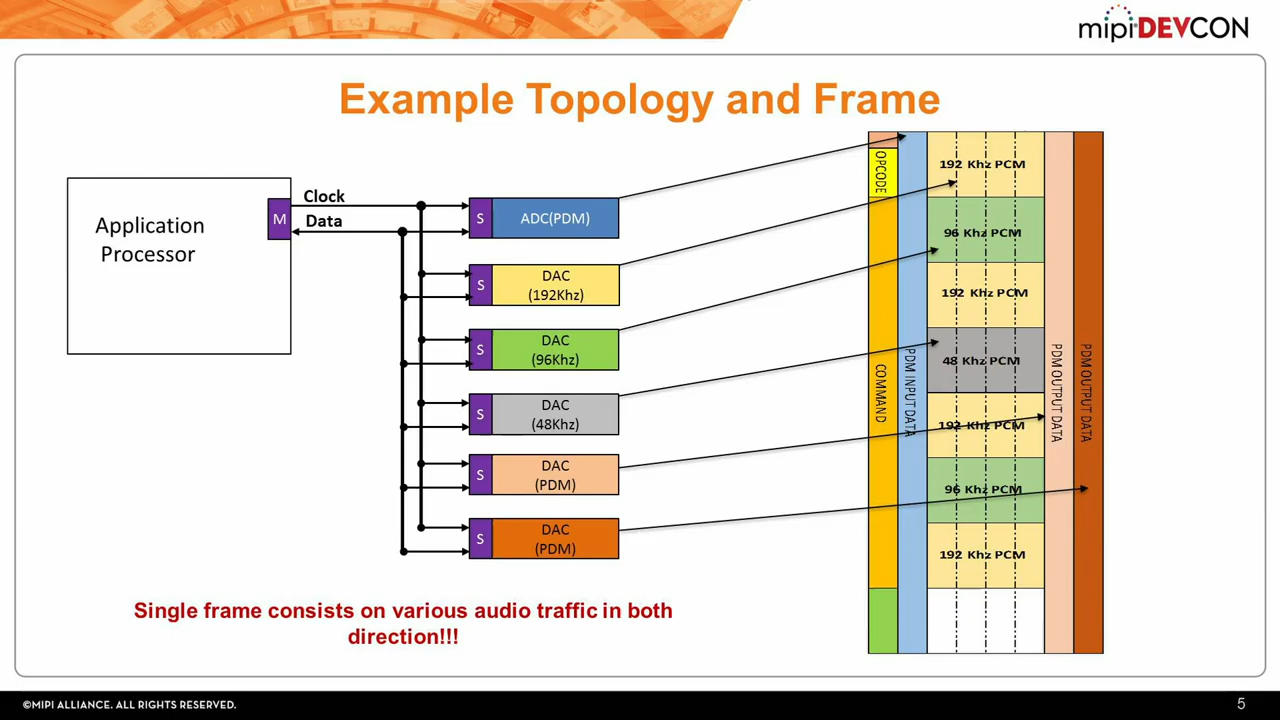 mipi DEVCON
Example Topology and Frame
Application
Processor
M
Clock
Data
S
ADC(PDM)
S
DAC
(192Khz)
S
DAC
(96Khz)
S
DAC
(48Khz)
S
DAC
(PDM)
S
DAC
(PDM)
OPCODE
COMMAND
PDM INPUT DATA
192 Khz PCM
96 Khz PCM
192 Khz PCM
48 Khz PCM
192 Khz PCM
96 Khz PCM
192 Khz PCM
PDM OUTPUT DATA
PDM OUTPUT DATA
Single frame consists on various audio traffic in both
direction!!!
©MIPI ALLIANCE. ALL RIGHTS RESERVED.
5